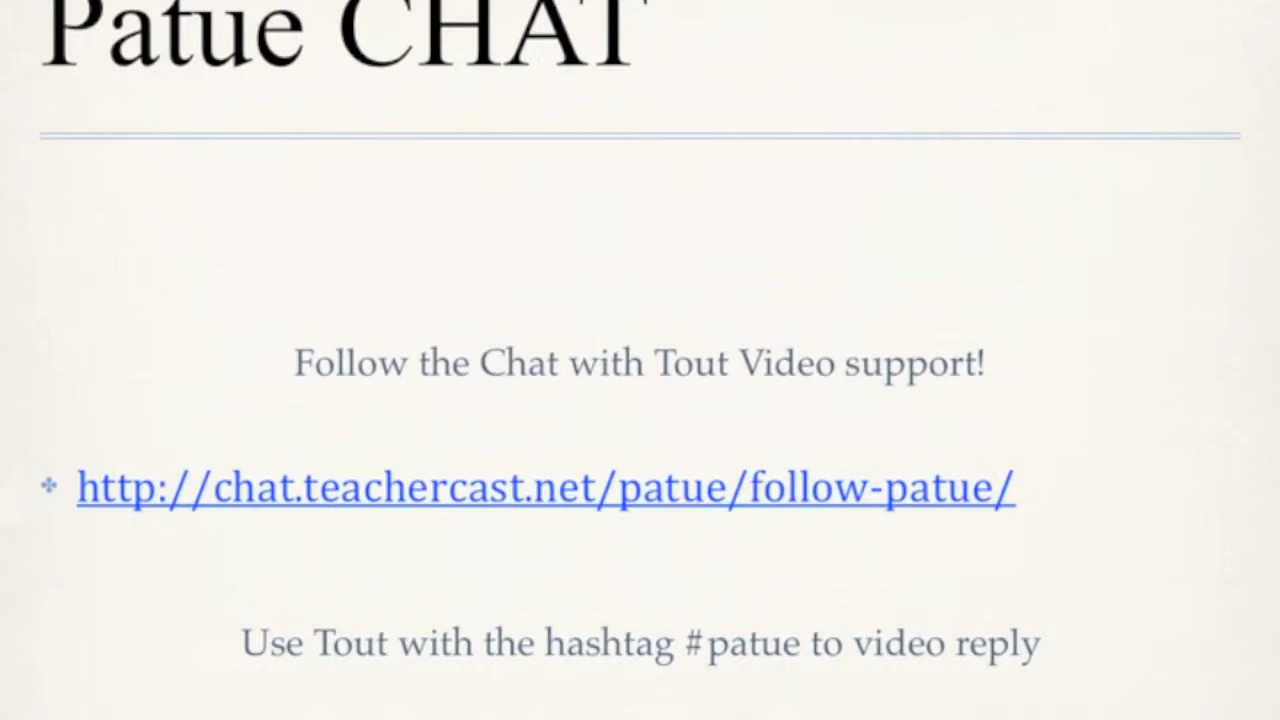 Patue CHAT
Follow the Chat with Tout Video support!
http://chat.teachercast.net/patue/follow-patue/
Use Tout with the hashtag #patue to video reply